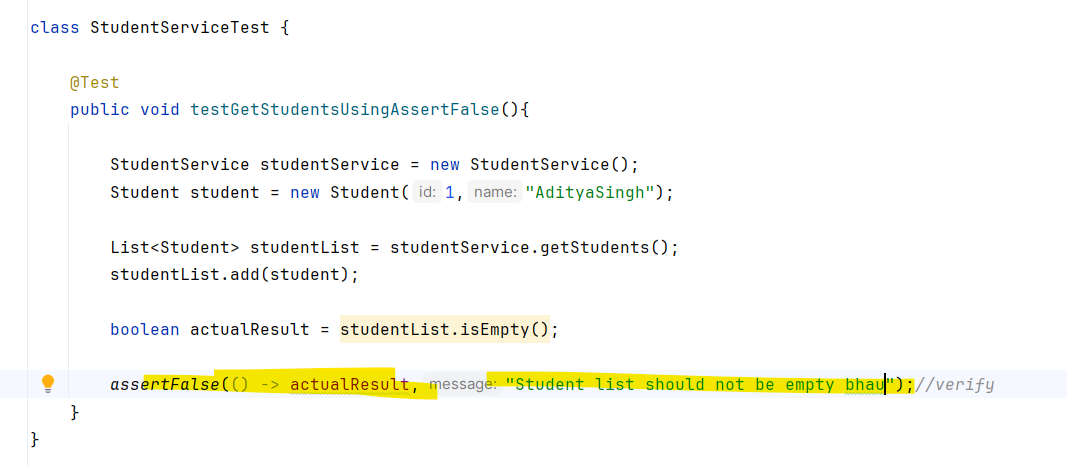 class StudentServiceTest {
@Test
public void testGetStudentsUsingAssertFalse(){
StudentService studentService = new StudentService();
Student student = new Student( id: 1, name: "AdityaSingh");
List<Student> studentList = studentService.getStudents();
studentList.add(student);
boolean actualResult = studentList.isEmpty();
assertFalse(() -> actualResult, message: "Student list should not be empty bhau");//verify
}
}